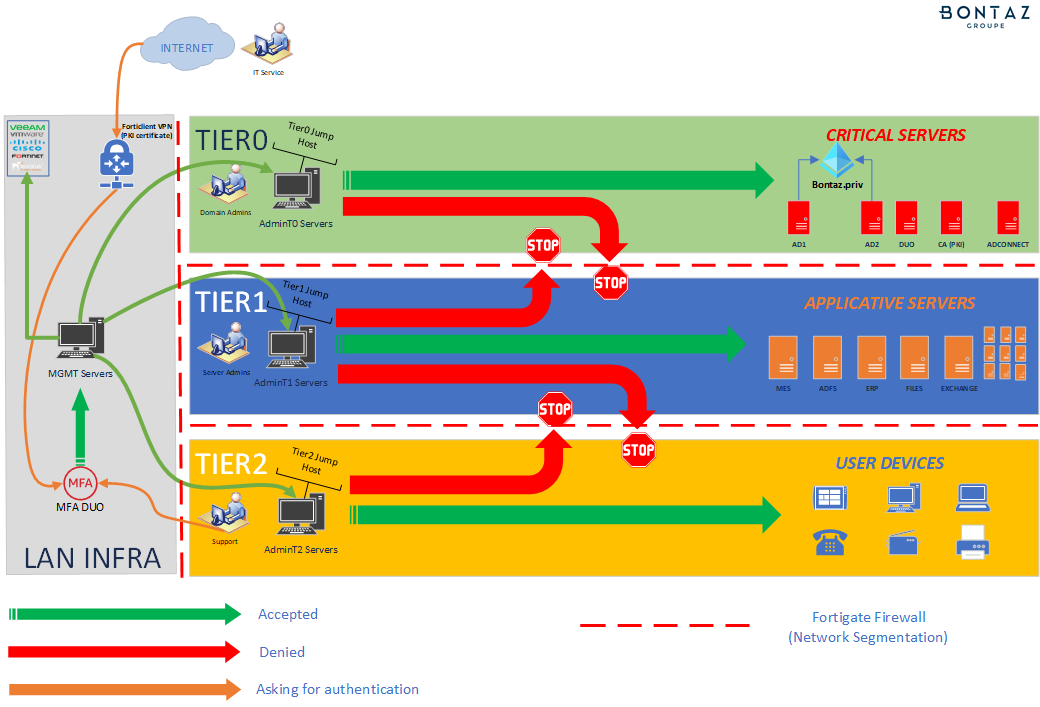 BONTAZ
GROUPE
INTERNET
IT Service
Forticlient VPN
(PKI certificate)
veeam
vmware
CISCO
FORTINET
TIER0
Tier0 Jump
Host
Domain Admins
AdminT0 Servers
CRITICAL SERVERS
Bontaz.priv
AD1
AD2
DUO
CA (PKI)
ADCONNECT
STOP
STOP
TIER1
Tier1 Jump
Host
Server Admins
AdminT1 Servers
APPLICATIVE SERVERS
MES
ADFS
ERP
FILES
EXCHANGE
MGMT Servers
STOP
STOP
TIER2
Tier2 Jump
Host
Support
AdminT2 Servers
USER DEVICES
MFA
MFA DUO
LAN INFRA
Accepted
Denied
Asking for authentication
Fortigate Firewall
(Network Segmentation)